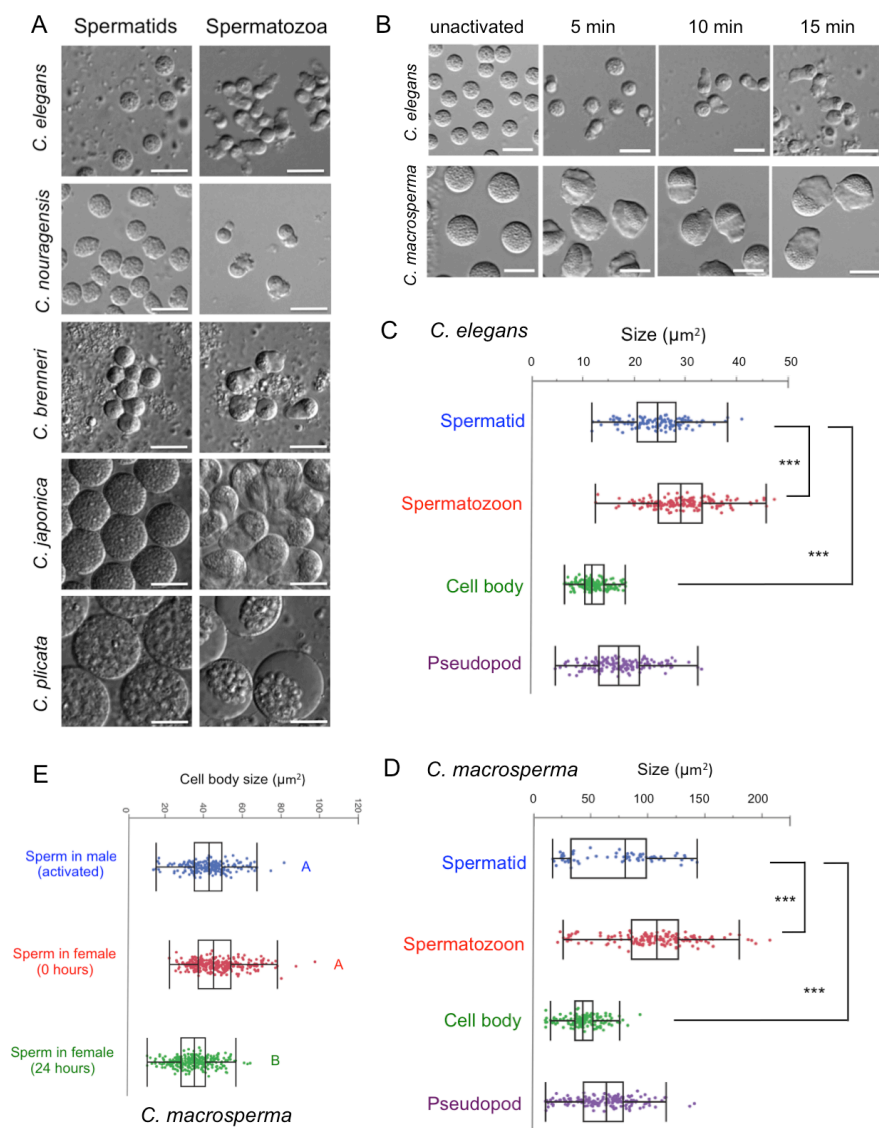 A
Spermatids
Spermatozoa
C. elegans
C. nouragensis
C. brenneri
C. japonica
C. plicata
B
unactivated
5 min
10 min
15 min
C. elegans
C. macrosperma
C
C. elegans
Size (µm²)
0
10
20
30
40
50
Spermatid
Spermatozoon
Cell body
Pseudopod
***
***
E
Cell body size (µm²)
0
20
40
60
80
100
120
Sperm in male
(activated)
A
Sperm in female
(0 hours)
A
Sperm in female
(24 hours)
B
C. macrosperma
D
C. macrosperma
Size (µm²)
0
50
100
150
200
Spermatid
Spermatozoon
Cell body
Pseudopod
***
***